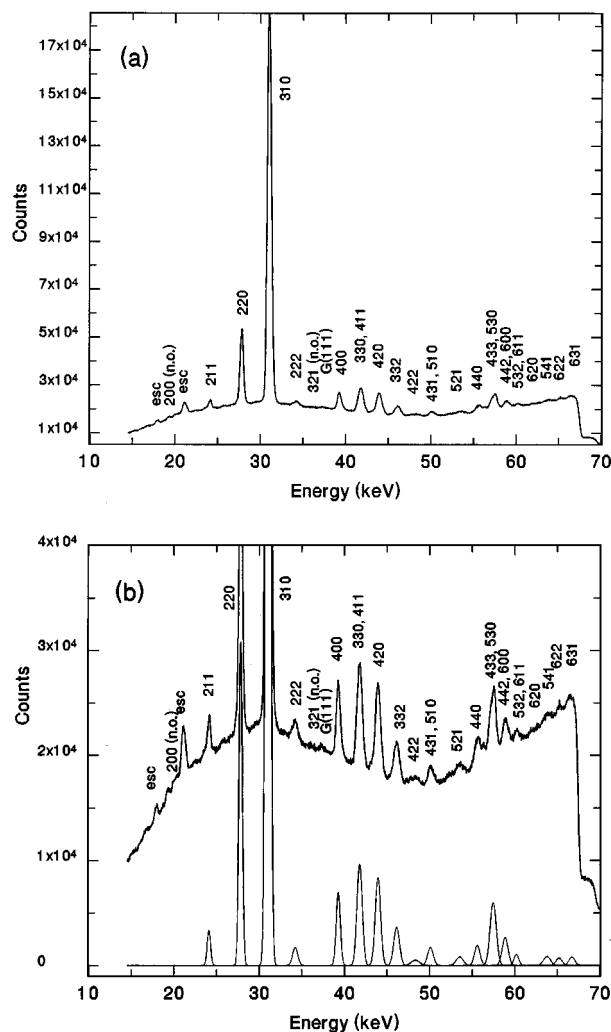 (a)
17x10⁴
15x10⁴
13x10⁴
11x10⁴
9x10⁴
7x10⁴
5x10⁴
3x10⁴
1x10⁴
Counts
esc
200 (n.o.)
esc
211
220
310
222
321 (n.o.)
G(111)
400
330, 411
420
332
422
431, 510
521
440
433, 530
442, 600
532, 611
620
541
622
631
10 20 30 40 50 60 70
Energy (keV)
(b)
4x10⁴
3x10⁴
2x10⁴
1x10⁴
0
Counts
esc
200 (n.o.)
esc
211
220
310
222
321 (n.o.)
G(111)
400
330, 411
420
332
422
431, 510
521
440
433, 530
442, 600
532, 611
620
541
622
631
10 20 30 40 50 60 70
Energy (keV)